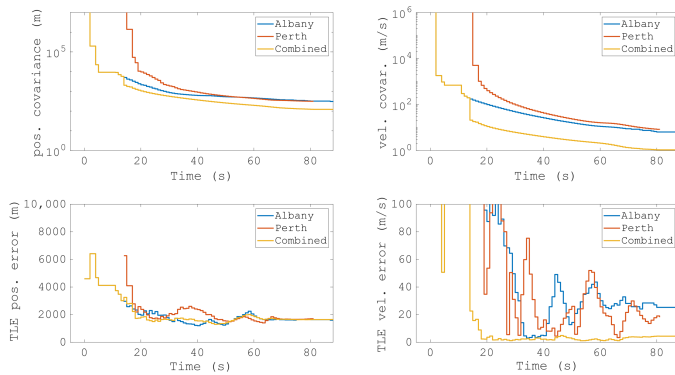 pos. covariance (m)
10^5
10^0
0
20
40
60
80
Time (s)
Albany
Perth
Combined
vel. covar. (m/s)
10^6
10^4
10^2
10^0
0
20
40
60
80
Time (s)
Albany
Perth
Combined
TLE pos. error (m)
10,000
8000
6000
4000
2000
0
0
20
40
60
80
Time (s)
Albany
Perth
Combined
TLE vel. error (m/s)
100
80
60
40
20
0
0
20
40
60
80
Time (s)
Albany
Perth
Combined